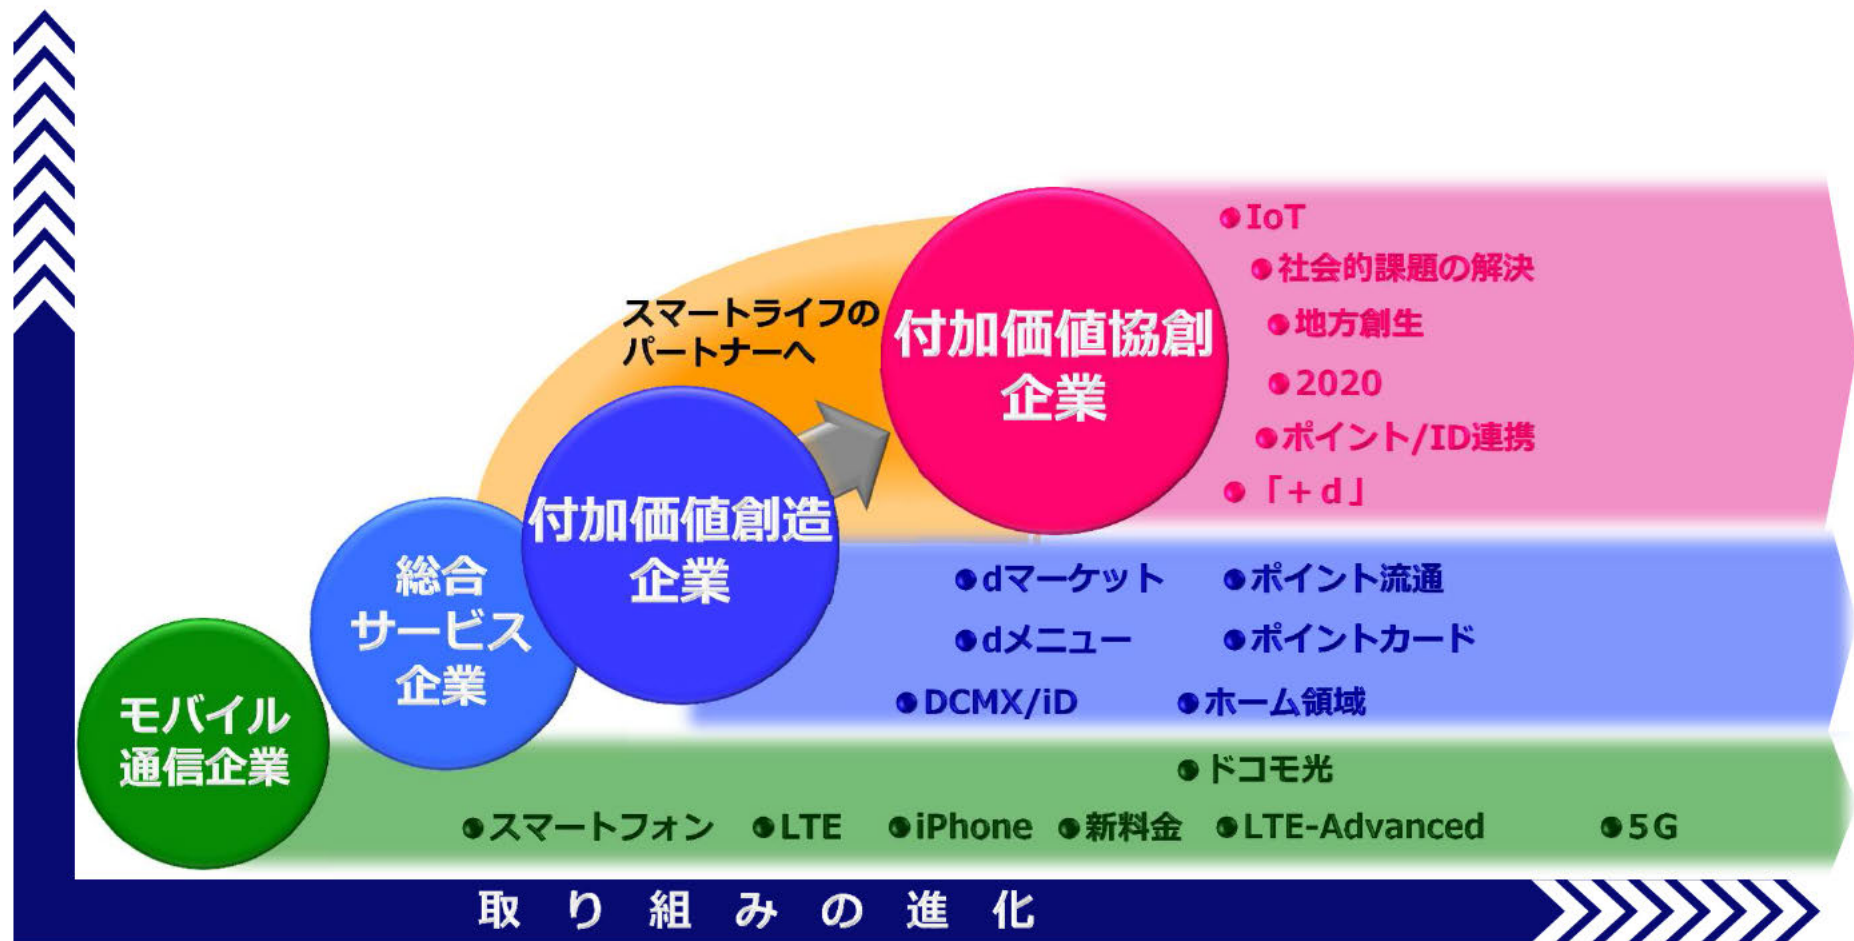 スマートライフの
パートナーへ
付加価値協創
企業
●IoT
●社会的課題の解決
●地方創生
●2020
●ポイント/ID連携
●「+d」
付加価値創造
企業
●dマーケット ●ポイント流通
●dメニュー ●ポイントカード
●DCMX/iD ●ホーム領域
総合
サービス
企業
モバイル
通信企業
●ドコモ光
●スマートフォン ●LTE ●iPhone ●新料金 ●LTE-Advanced ●5G
取り組みの進化